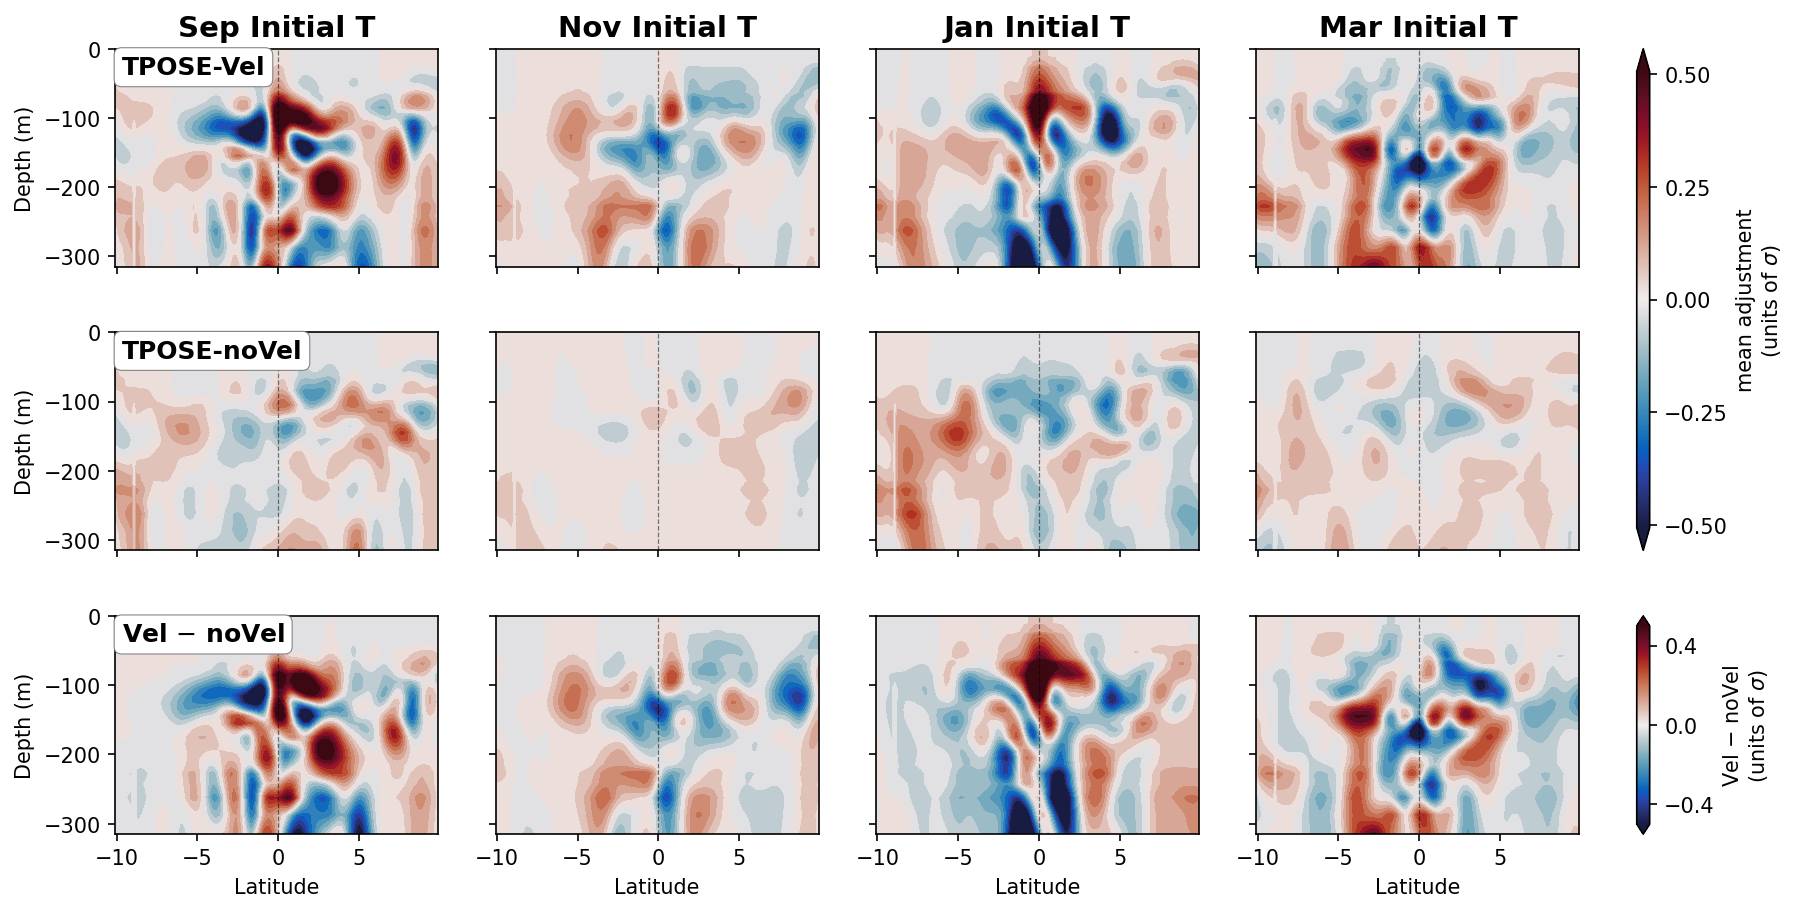 Sep Initial T
Nov Initial T
Jan Initial T
Mar Initial T
TPOSE-Vel
Depth (m)
0
−100
−200
−300
0.50
0.25
0.00
−0.25
−0.50
mean adjustment
(units of σ)
TPOSE-noVel
Depth (m)
0
−100
−200
−300
Vel − noVel
Depth (m)
0
−100
−200
−300
0.4
0.0
−0.4
Vel − noVel
(units of σ)
−10 −5 0 5
−10 −5 0 5
−10 −5 0 5
−10 −5 0 5
Latitude
Latitude
Latitude
Latitude